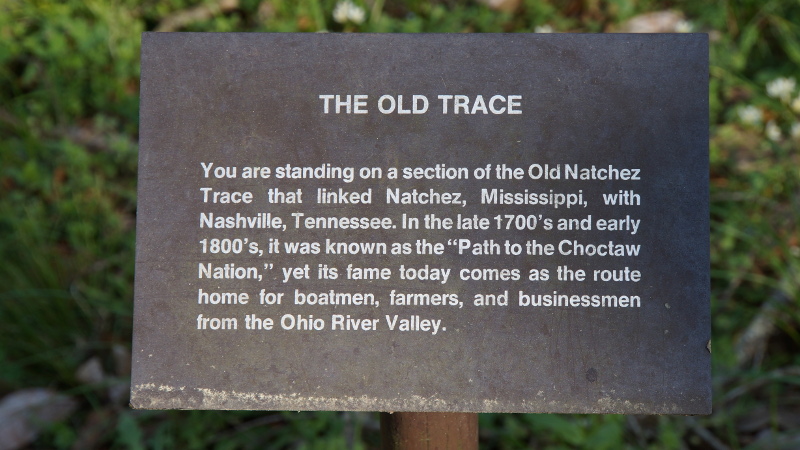 THE OLD TRACE
You are standing on a section of the Old Natchez
Trace that linked Natchez, Mississippi, with
Nashville, Tennessee. In the late 1700's and early
1800's, it was known as the “Path to the Choctaw
Nation,” yet its fame today comes as the route
home for boatmen, farmers, and businessmen
from the Ohio River Valley.